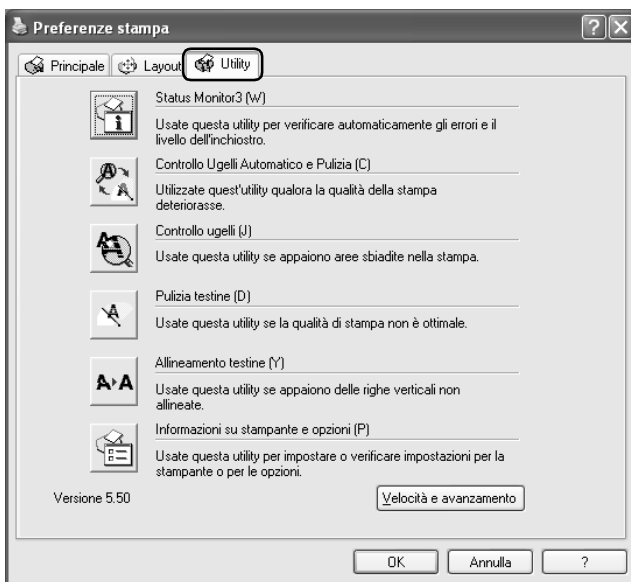 Preferenze stampa
Principale Layout Utility
Status Monitor3 (W)
Usate questa utility per verificare automaticamente gli errori e il
livello dell'inchiostro.
Controllo Ugelli Automatico e Pulizia (C)
Utilizzate quest'utility qualora la qualità della stampa
deteriorasse.
Controllo ugelli (J)
Usate questa utility se appaiono aree sbiadite nella stampa.
Pulizia testine (D)
Usate questa utility se la qualità di stampa non è ottimale.
Allineamento testine (Y)
Usate questa utility se appaiono delle righe verticali non
allineate.
Informazioni su stampante e opzioni (P)
Usate questa utility per impostare o verificare impostazioni per la
stampante o per le opzioni.
Versione 5.50 Velocità e avanzamento
OK Annulla ?